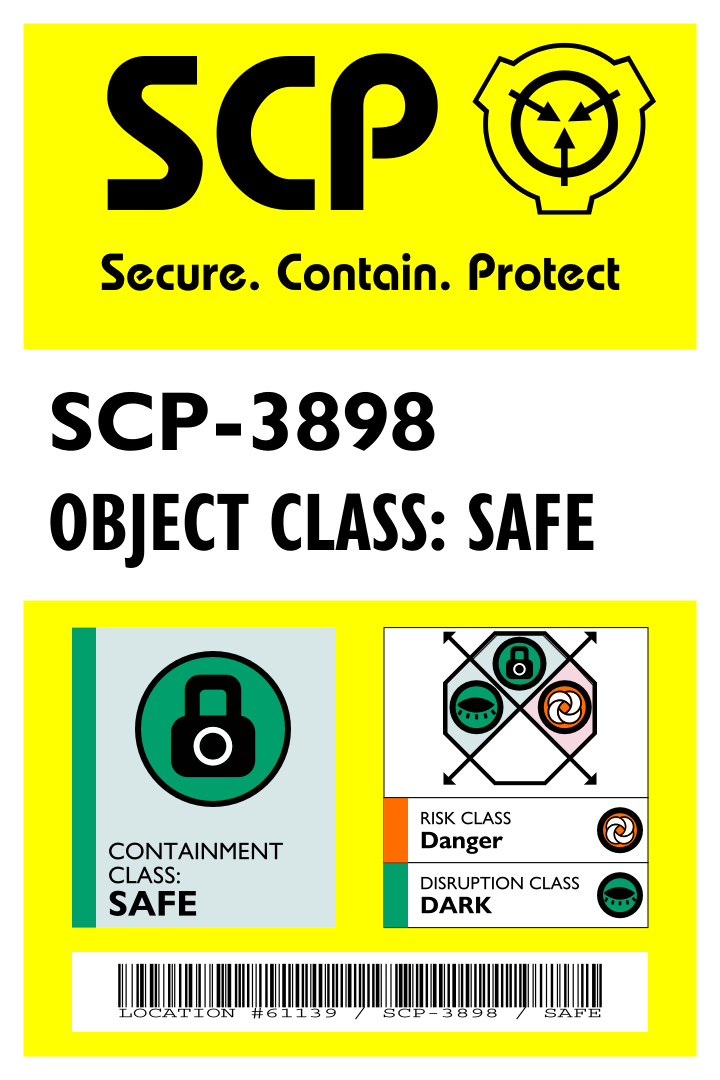 SCP
Secure. Contain. Protect
SCP-3898
OBJECT CLASS: SAFE
CONTAINMENT
CLASS:
SAFE
RISK CLASS
Danger
DISRUPTION CLASS
DARK
LOCATION #61139 / SCP-3898 / SAFE